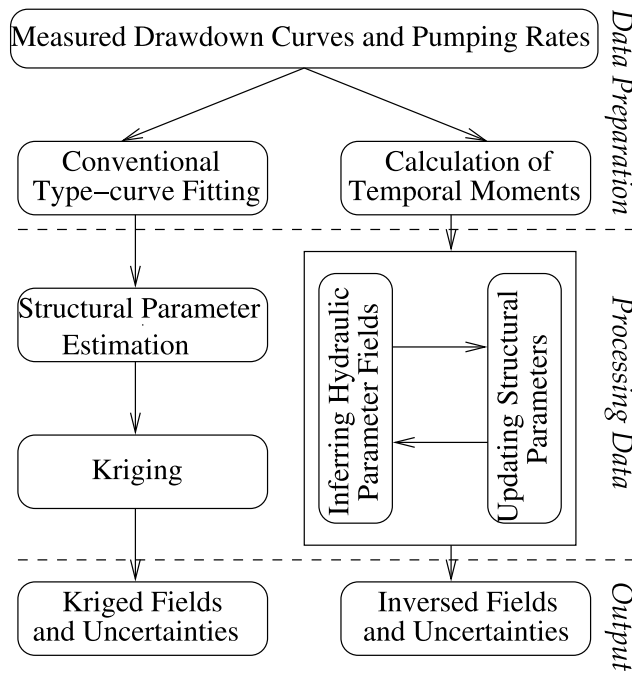 Measured Drawdown Curves and Pumping Rates
Data Preparation
Conventional
Type−curve Fitting
Calculation of
Temporal Moments
Structural Parameter
Estimation
Kriging
Inferring Hydraulic
Parameter Fields
Updating Structural
Parameters
Processing Data
Kriged Fields
and Uncertainties
Inversed Fields
and Uncertainties
Output